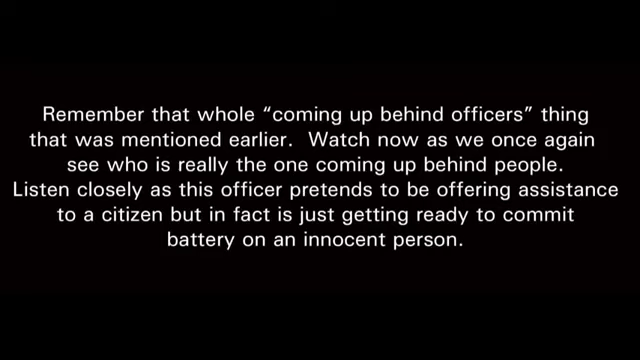 Remember that whole “coming up behind officers” thing
that was mentioned earlier.  Watch now as we once again
see who is really the one coming up behind people.
Listen closely as this officer pretends to be offering assistance
to a citizen but in fact is just getting ready to commit
battery on an innocent person.